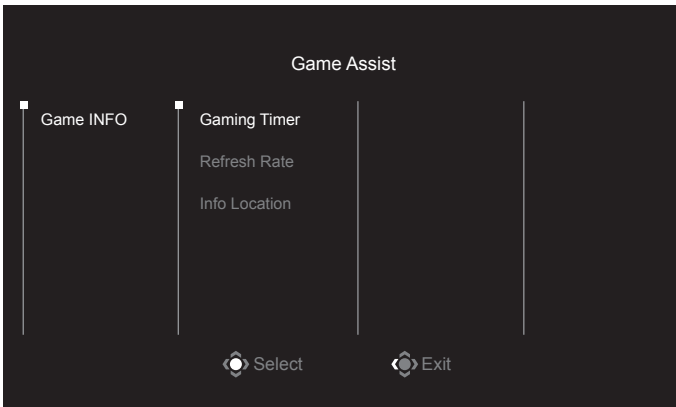 Game Assist
Game INFO
Gaming Timer
Refresh Rate
Info Location
Select
Exit